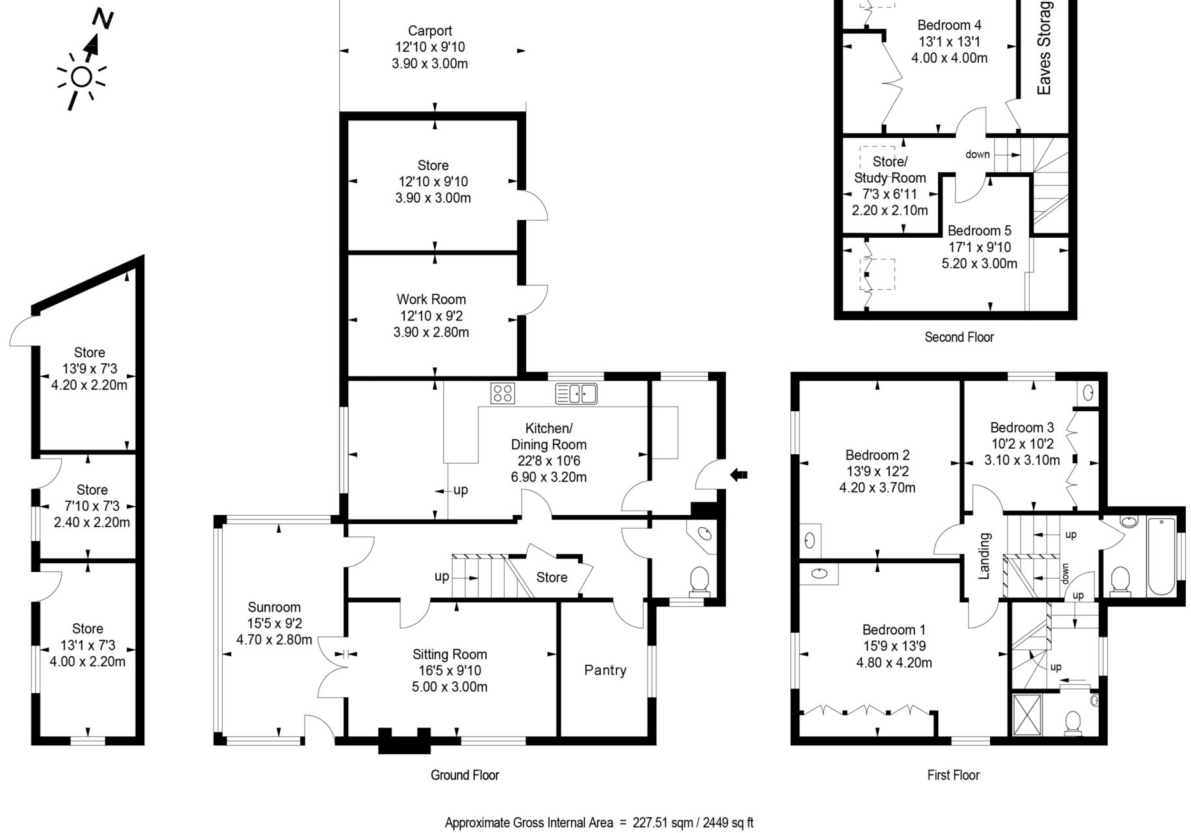 N
Carport
12'10 x 9'10
3.90 x 3.00m
Store
12'10 x 9'10
3.90 x 3.00m
Work Room
12'10 x 9'2
3.90 x 2.80m
Kitchen/
Dining Room
22'8 x 10'6
6.90 x 3.20m
up
Store
13'9 x 7'3
4.20 x 2.20m
Store
7'10 x 7'3
2.40 x 2.20m
Store
13'1 x 7'3
4.00 x 2.20m
Sunroom
15'5 x 9'2
4.70 x 2.80m
up
Store
Sitting Room
16'5 x 9'10
5.00 x 3.00m
Pantry
Ground Floor
Bedroom 4
13'1 x 13'1
4.00 x 4.00m
Eaves Storag
Store/
Study Room
7'3 x 6'11
2.20 x 2.10m
down
Bedroom 5
17'1 x 9'10
5.20 x 3.00m
Second Floor
Bedroom 2
13'9 x 12'2
4.20 x 3.70m
Bedroom 3
10'2 x 10'2
3.10 x 3.10m
Landing
up
down
up
Bedroom 1
15'9 x 13'9
4.80 x 4.20m
up
First Floor
Approximate Gross Internal Area = 227.51 sqm / 2449 sq ft